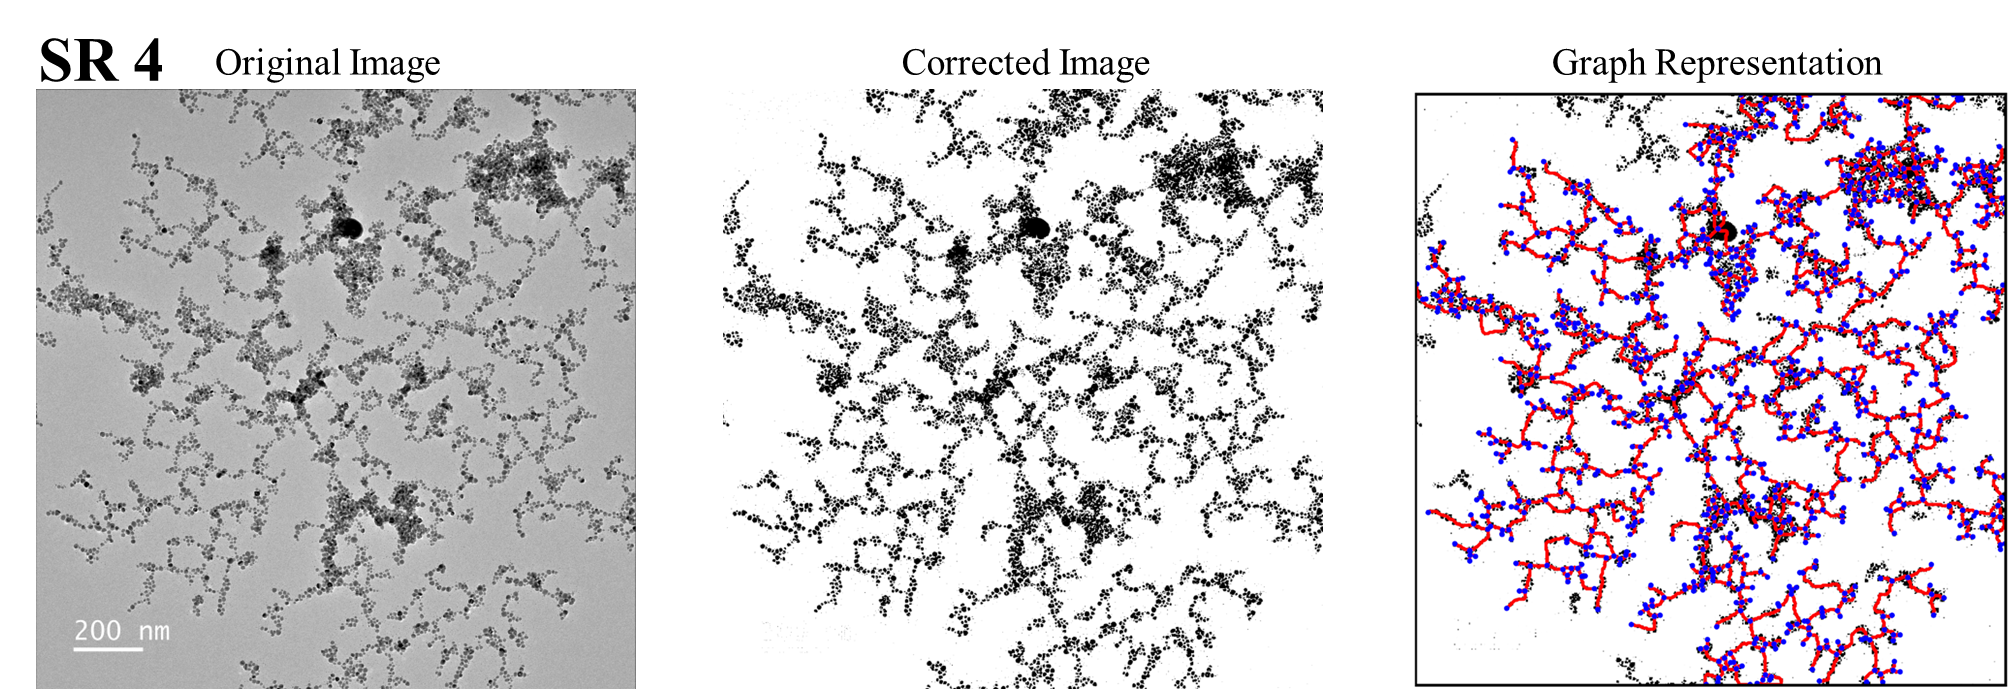 SR 4
Original Image
Corrected Image
Graph Representation
200 nm